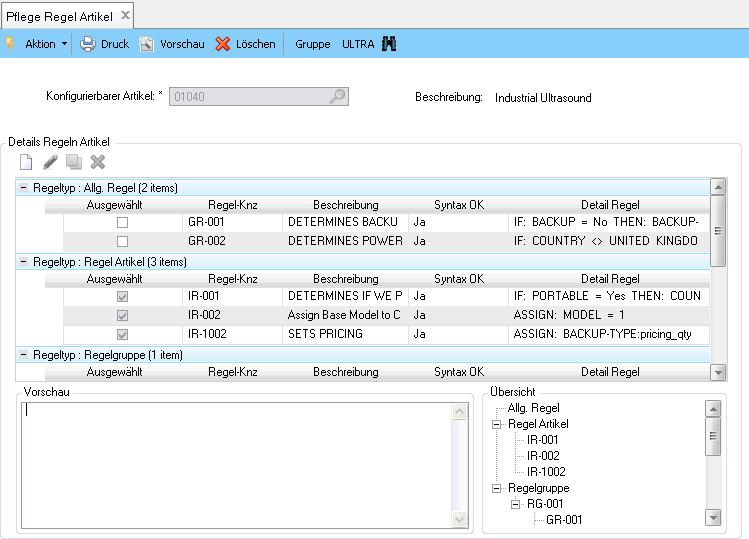 Pflege Regel Artikel
Aktion Druck Vorschau Löschen Gruppe ULTRA
Konfigurierbarer Artikel: * 01040 Beschreibung: Industrial Ultrasound
Details Regeln Artikel
Regeltyp : Allg. Regel (2 items)
Ausgewählt Regel-Knz Beschreibung Syntax OK Detail Regel
GR-001 DETERMINES BACKU Ja IF: BACKUP = No THEN: BACKUP-
GR-002 DETERMINES POWER Ja IF: COUNTRY <> UNITED KINGDO
Regeltyp : Regel Artikel (3 items)
Ausgewählt Regel-Knz Beschreibung Syntax OK Detail Regel
IR-001 DETERMINES IF WE P Ja IF: PORTABLE = Yes THEN: COUN
IR-002 Assign Base Model to C Ja ASSIGN: MODEL = 1
IR-1002 SETS PRICING Ja ASSIGN: BACKUP-TYPE:pricing_qty
Regeltyp : Regelgruppe (1 item)
Ausgewählt Regel-Knz Beschreibung Syntax OK Detail Regel
Vorschau
Übersicht
Allg. Regel
Regel Artikel
IR-001
IR-002
IR-1002
Regelgruppe
RG-001
GR-001